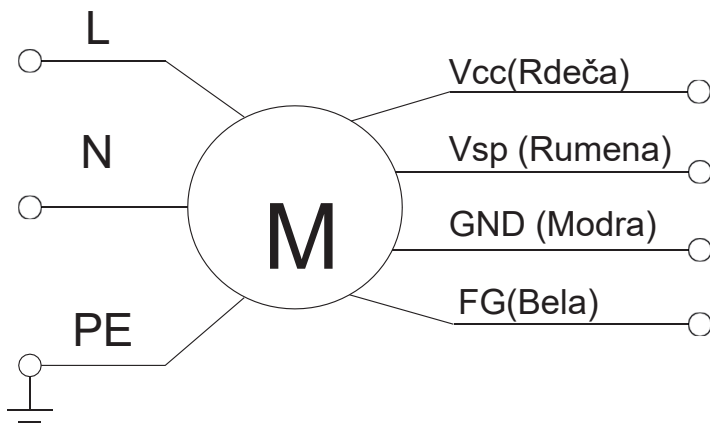 L
N
PE
M
Vcc(Rdeča)
Vsp (Rumena)
GND (Modra)
FG(Bela)